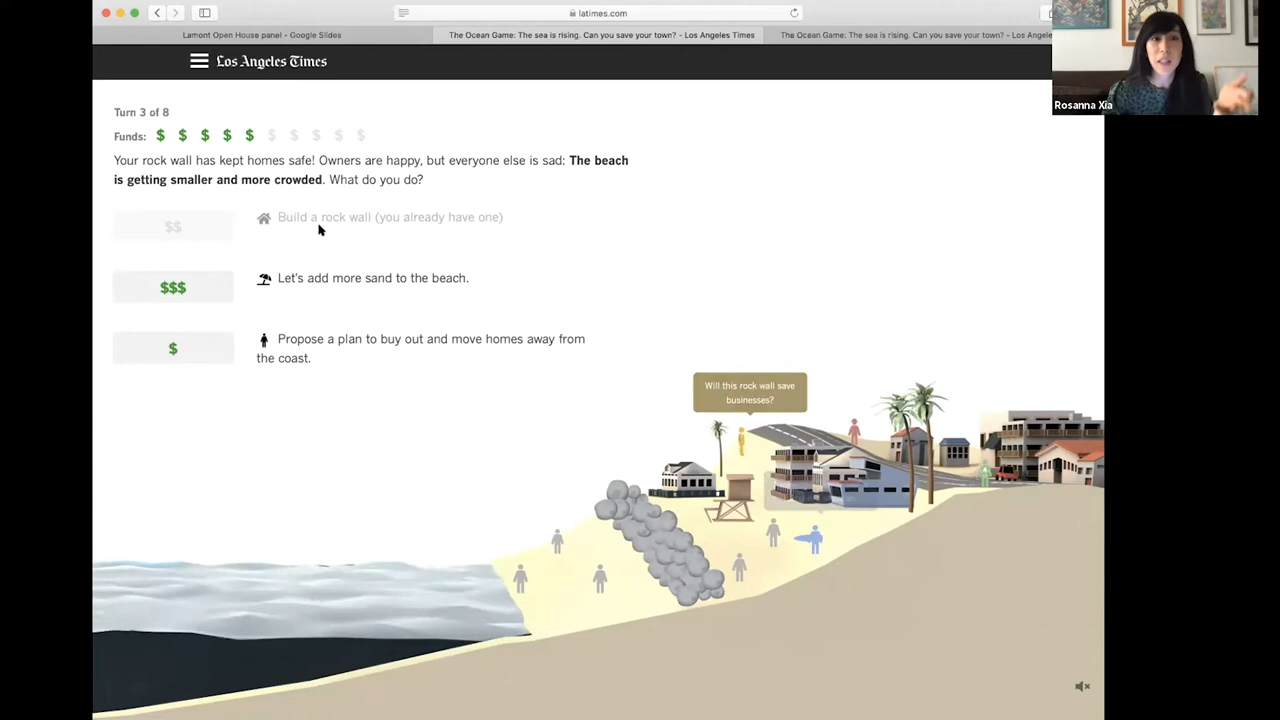 latimes.com
Lamont Open House panel - Google Slides
The Ocean Game: The sea is rising. Can you save your town? - Los Angeles Times
The Ocean Game: The sea is rising. Can you save your town? - Los Ange
Los Angeles Times
Rosanna Xia
Turn 3 of 8
Funds: $ $ $ $ $ $ $ $ $ $
Your rock wall has kept homes safe! Owners are happy, but everyone else is sad: The beach
is getting smaller and more crowded. What do you do?
$$
Build a rock wall (you already have one)
$$$
Let's add more sand to the beach.
$
Propose a plan to buy out and move homes away from
the coast.
Will this rock wall save
businesses?